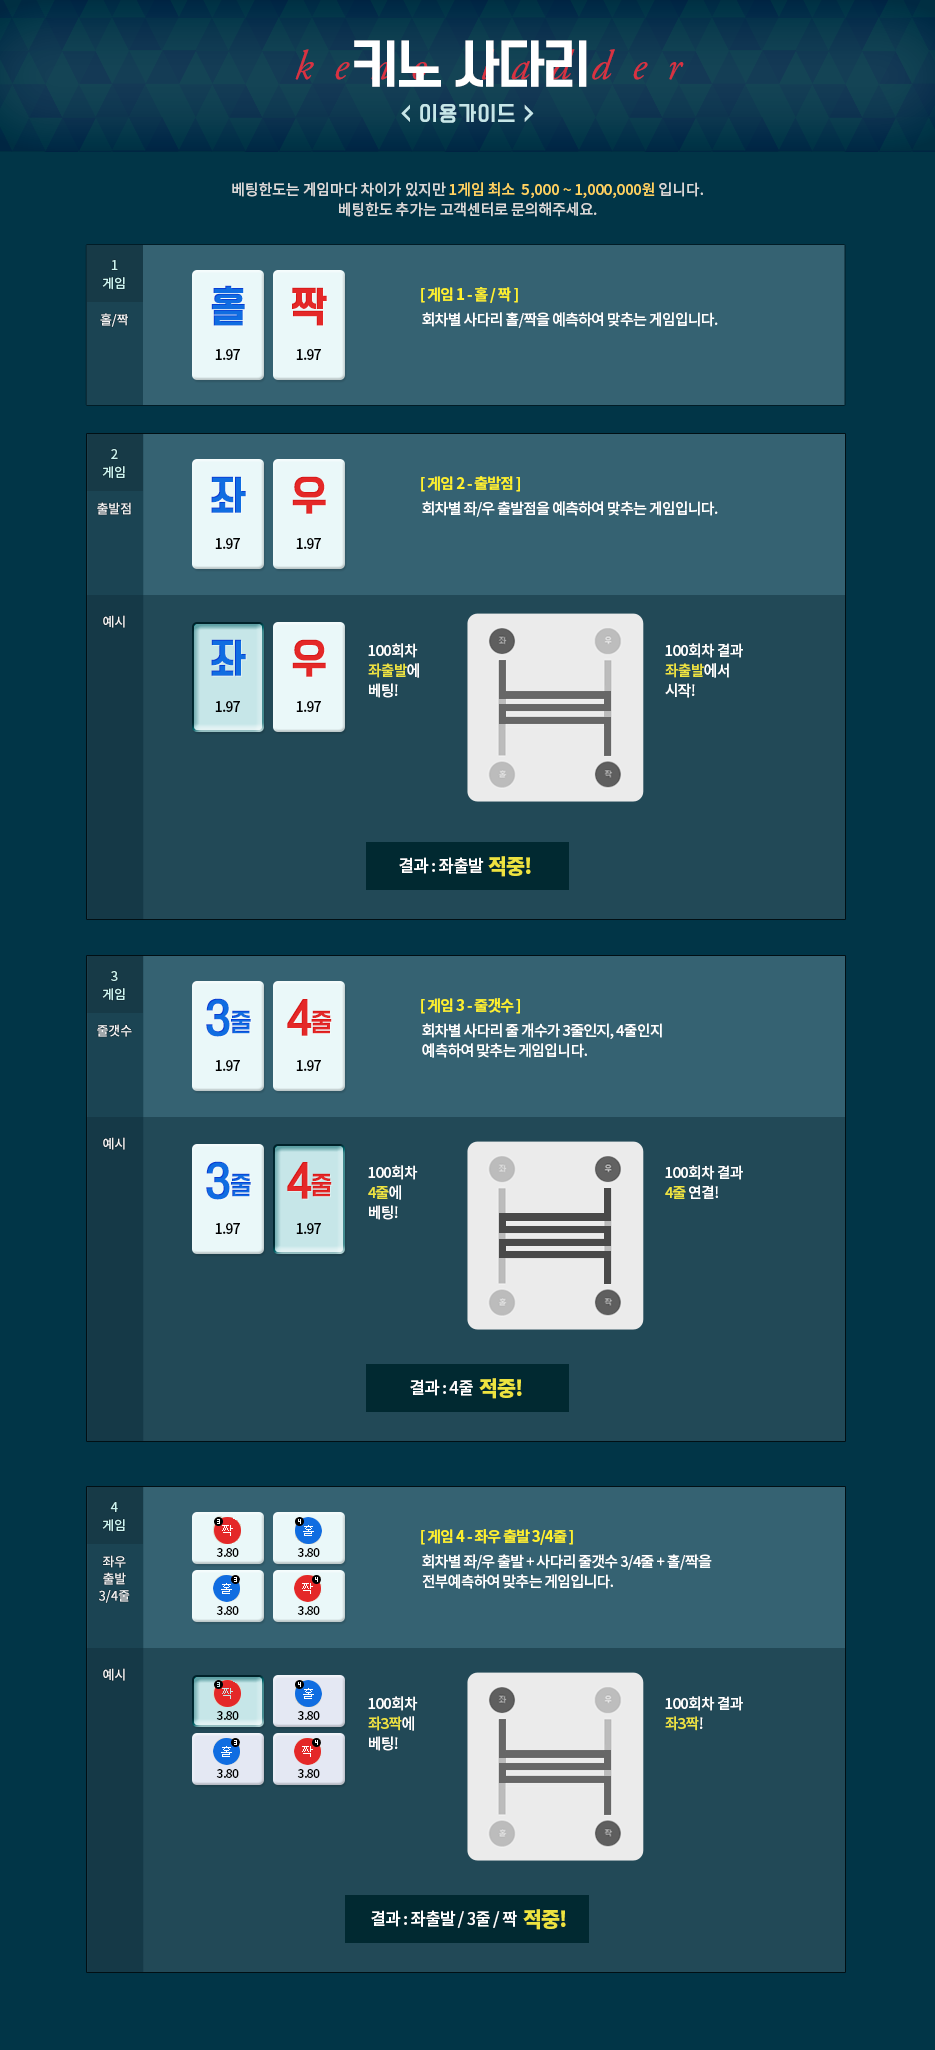 keno ladder
키노 사다리
< 이용가이드 >
베팅한도는 게임마다 차이가 있지만 1게임 최소 5,000 ~ 1,000,000원 입니다.
베팅한도 추가는 고객센터로 문의해주세요.
1
게임
홀/짝
홀 짝
1.97 1.97
[ 게임 1 - 홀 / 짝 ]
회차별 사다리 홀/짝을 예측하여 맞추는 게임입니다.
2
게임
출발점
좌 우
1.97 1.97
[ 게임 2 - 출발점 ]
회차별 좌/우 출발점을 예측하여 맞추는 게임입니다.
예시
좌 우
1.97 1.97
100회차
좌출발에
베팅!
좌 우
홀 짝
100회차 결과
좌출발에서
시작!
결과 : 좌출발 적중!
3
게임
줄갯수
3줄 4줄
1.97 1.97
[ 게임 3 - 줄갯수 ]
회차별 사다리 줄 개수가 3줄인지, 4줄인지
예측하여 맞추는 게임입니다.
예시
3줄 4줄
1.97 1.97
100회차
4줄에
베팅!
좌 우
홀 짝
100회차 결과
4줄 연결!
결과 : 4줄 적중!
4
게임
좌우
출발
3/4줄
3 짝 4 홀
3.80 3.80
홀 3 짝 4
3.80 3.80
[ 게임 4 - 좌우 출발 3/4줄 ]
회차별 좌/우 출발 + 사다리 줄갯수 3/4줄 + 홀/짝을
전부예측하여 맞추는 게임입니다.
예시
3 짝 4 홀
3.80 3.80
홀 3 짝 4
3.80 3.80
100회차
좌3짝에
베팅!
좌 우
홀 짝
100회차 결과
좌3짝!
결과 : 좌출발 / 3줄 / 짝 적중!